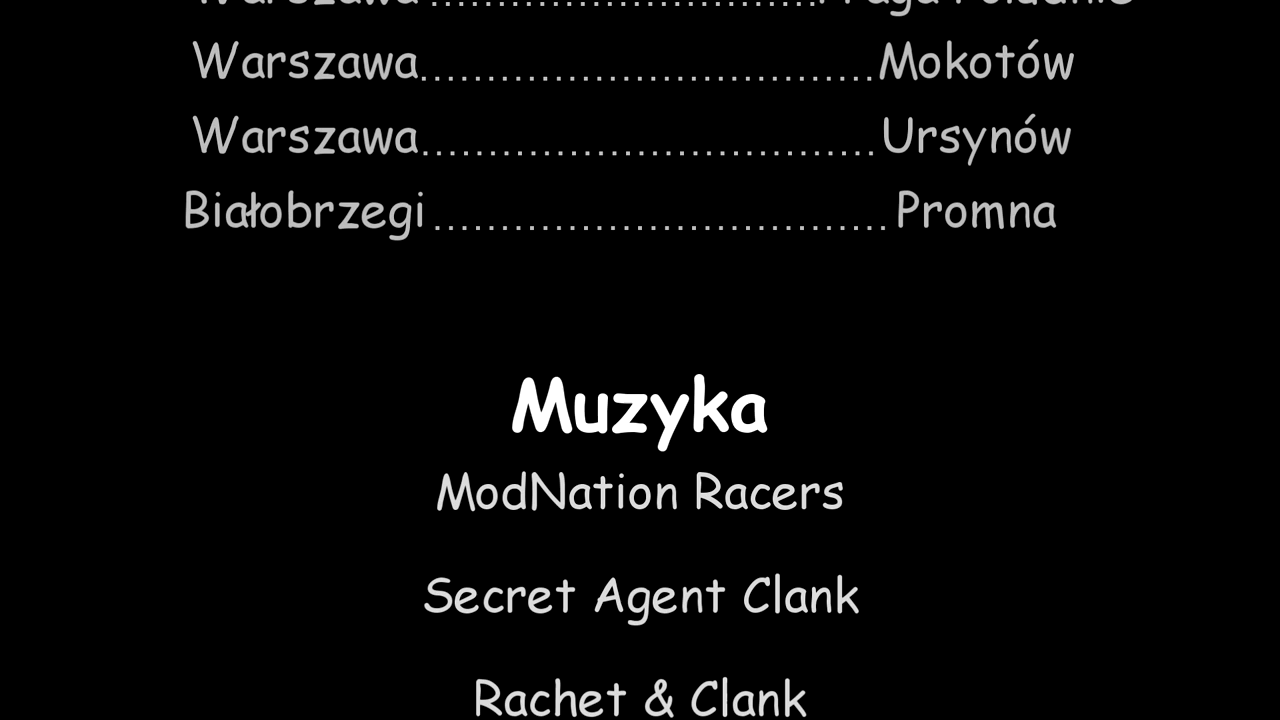 Warszawa.................................Mokotów
Warszawa.................................Ursynów
Białobrzegi.................................Promna
Muzyka
ModNation Racers
Secret Agent Clank
Rachet & Clank